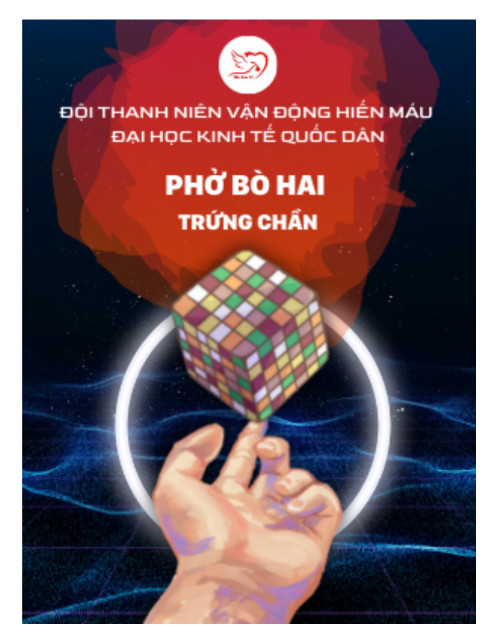 ĐỘI THANH NIÊN VẬN ĐỘNG HIẾN MÁU
ĐẠI HỌC KINH TẾ QUỐC DÂN
PHỞ BÒ HAI
TRỨNG CHẦN